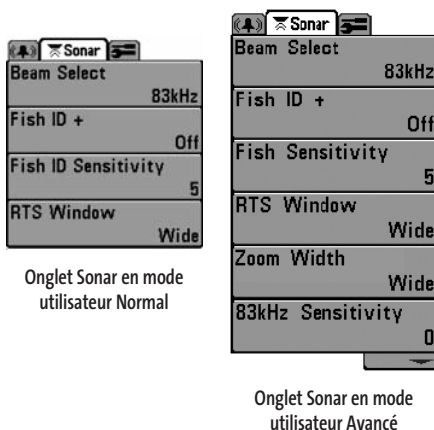 Sonar
Beam Select
83kHz
Fish ID +
Off
Fish ID Sensitivity
5
RTS Window
Wide
Onglet Sonar en mode
utilisateur Normal
Sonar
Beam Select
83kHz
Fish ID +
Off
Fish Sensitivity
5
RTS Window
Wide
Zoom Width
Wide
83kHz Sensitivity
0
Onglet Sonar en mode
utilisateur Avancé